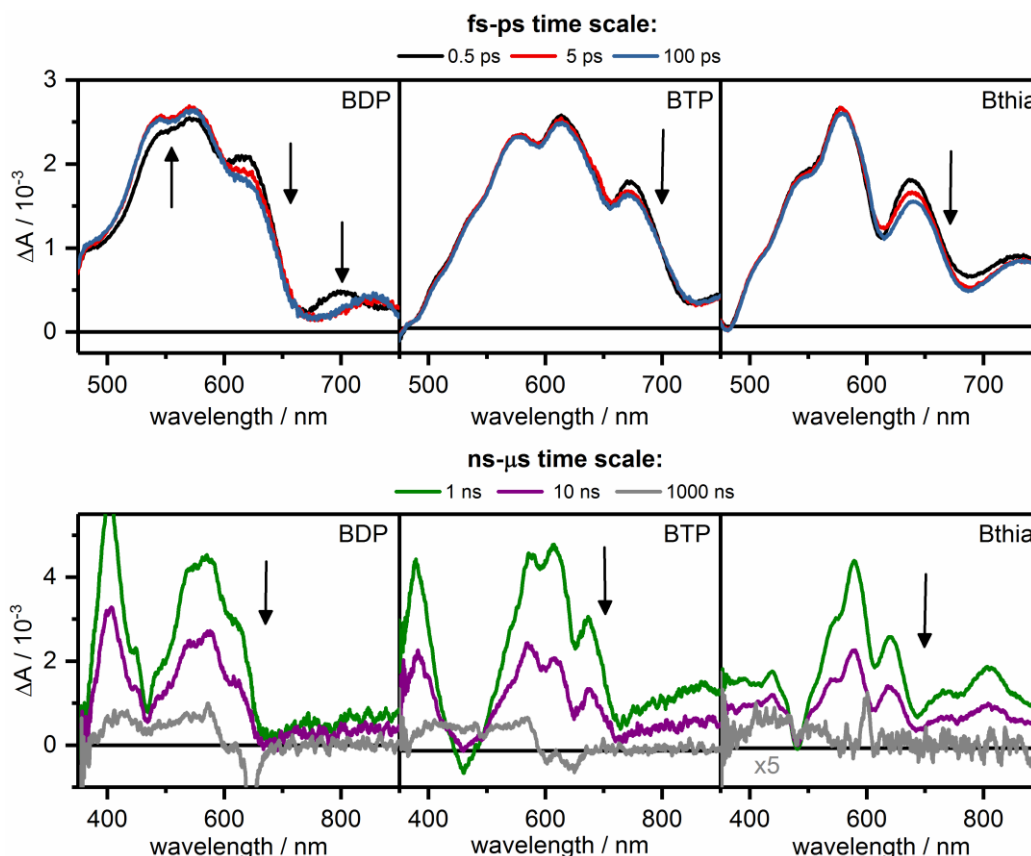 fs-ps time scale:
0.5 ps 5 ps 100 ps
3
2
1
0
ΔA / 10⁻³
BDP
BTP
Bthia
500 600 700
500 600 700
500 600 700
wavelength / nm
wavelength / nm
wavelength / nm
ns-μs time scale:
1 ns 10 ns 1000 ns
4
2
0
ΔA / 10⁻³
BDP
BTP
Bthia
x5
400 600 800
400 600 800
400 600 800
wavelength / nm
wavelength / nm
wavelength / nm